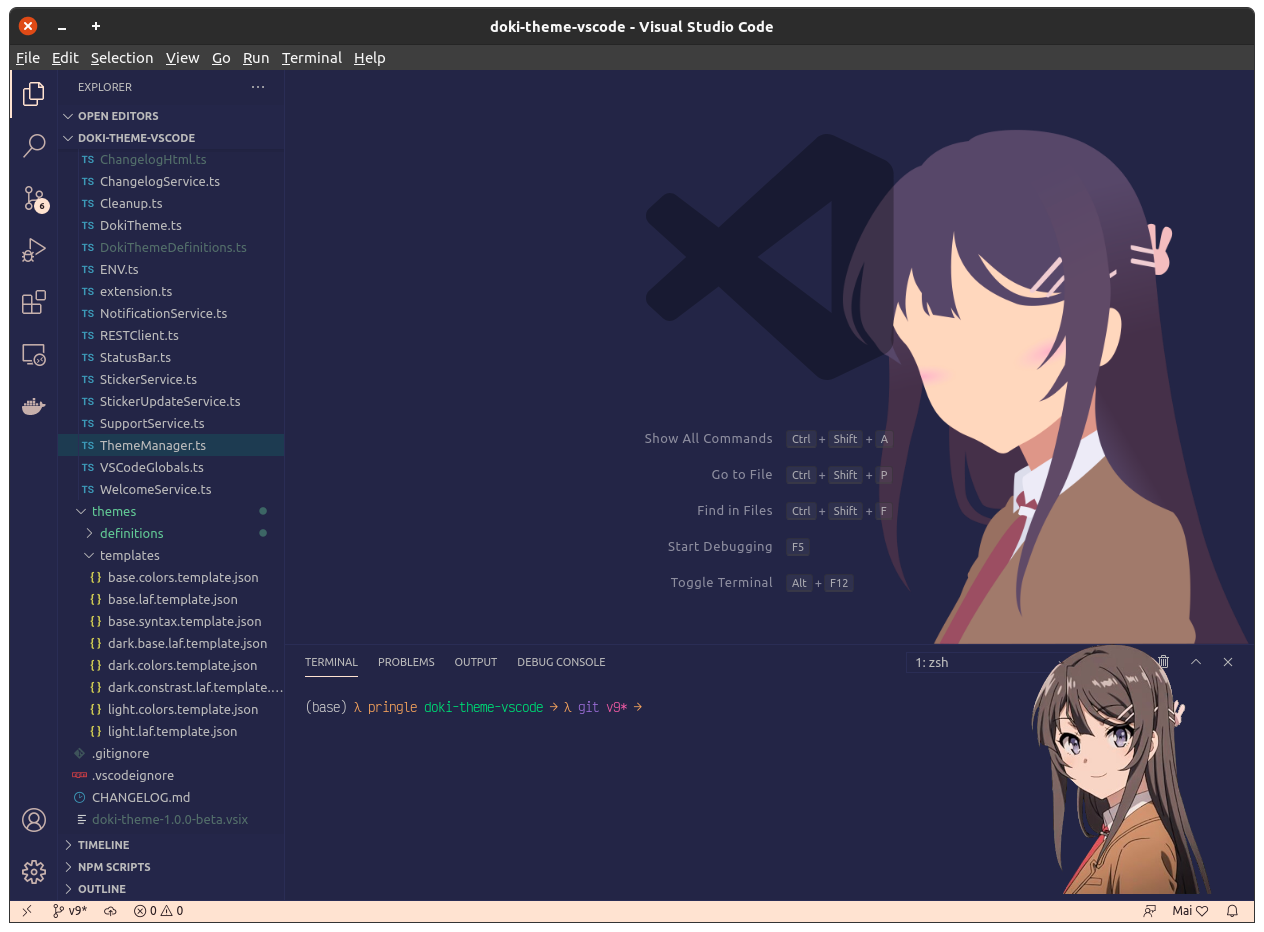 doki-theme-vscode - Visual Studio Code
File Edit Selection View Go Run Terminal Help
EXPLORER
OPEN EDITORS
DOKI-THEME-VSCODE
TS ChangelogHtml.ts
TS ChangelogService.ts
TS Cleanup.ts
TS DokiTheme.ts
TS DokiThemeDefinitions.ts
TS ENV.ts
TS extension.ts
TS NotificationService.ts
TS RESTClient.ts
TS StatusBar.ts
TS StickerService.ts
TS StickerUpdateService.ts
TS SupportService.ts
TS ThemeManager.ts
TS VSCodeGlobals.ts
TS WelcomeService.ts
themes
definitions
templates
{} base.colors.template.json
{} base.laf.template.json
{} base.syntax.template.json
{} dark.base.laf.template.json
{} dark.colors.template.json
{} dark.constrast.laf.template....
{} light.colors.template.json
{} light.laf.template.json
.gitignore
.vscodeignore
CHANGELOG.md
doki-theme-1.0.0-beta.vsix
TIMELINE
NPM SCRIPTS
OUTLINE
6
Show All Commands Ctrl + Shift + A
Go to File Ctrl + Shift + P
Find in Files Ctrl + Shift + F
Start Debugging F5
Toggle Terminal Alt + F12
TERMINAL PROBLEMS OUTPUT DEBUG CONSOLE 1: zsh
(base) λ pringle doki-theme-vscode → λ git v9* →
v9* 0 0 Mai ♡